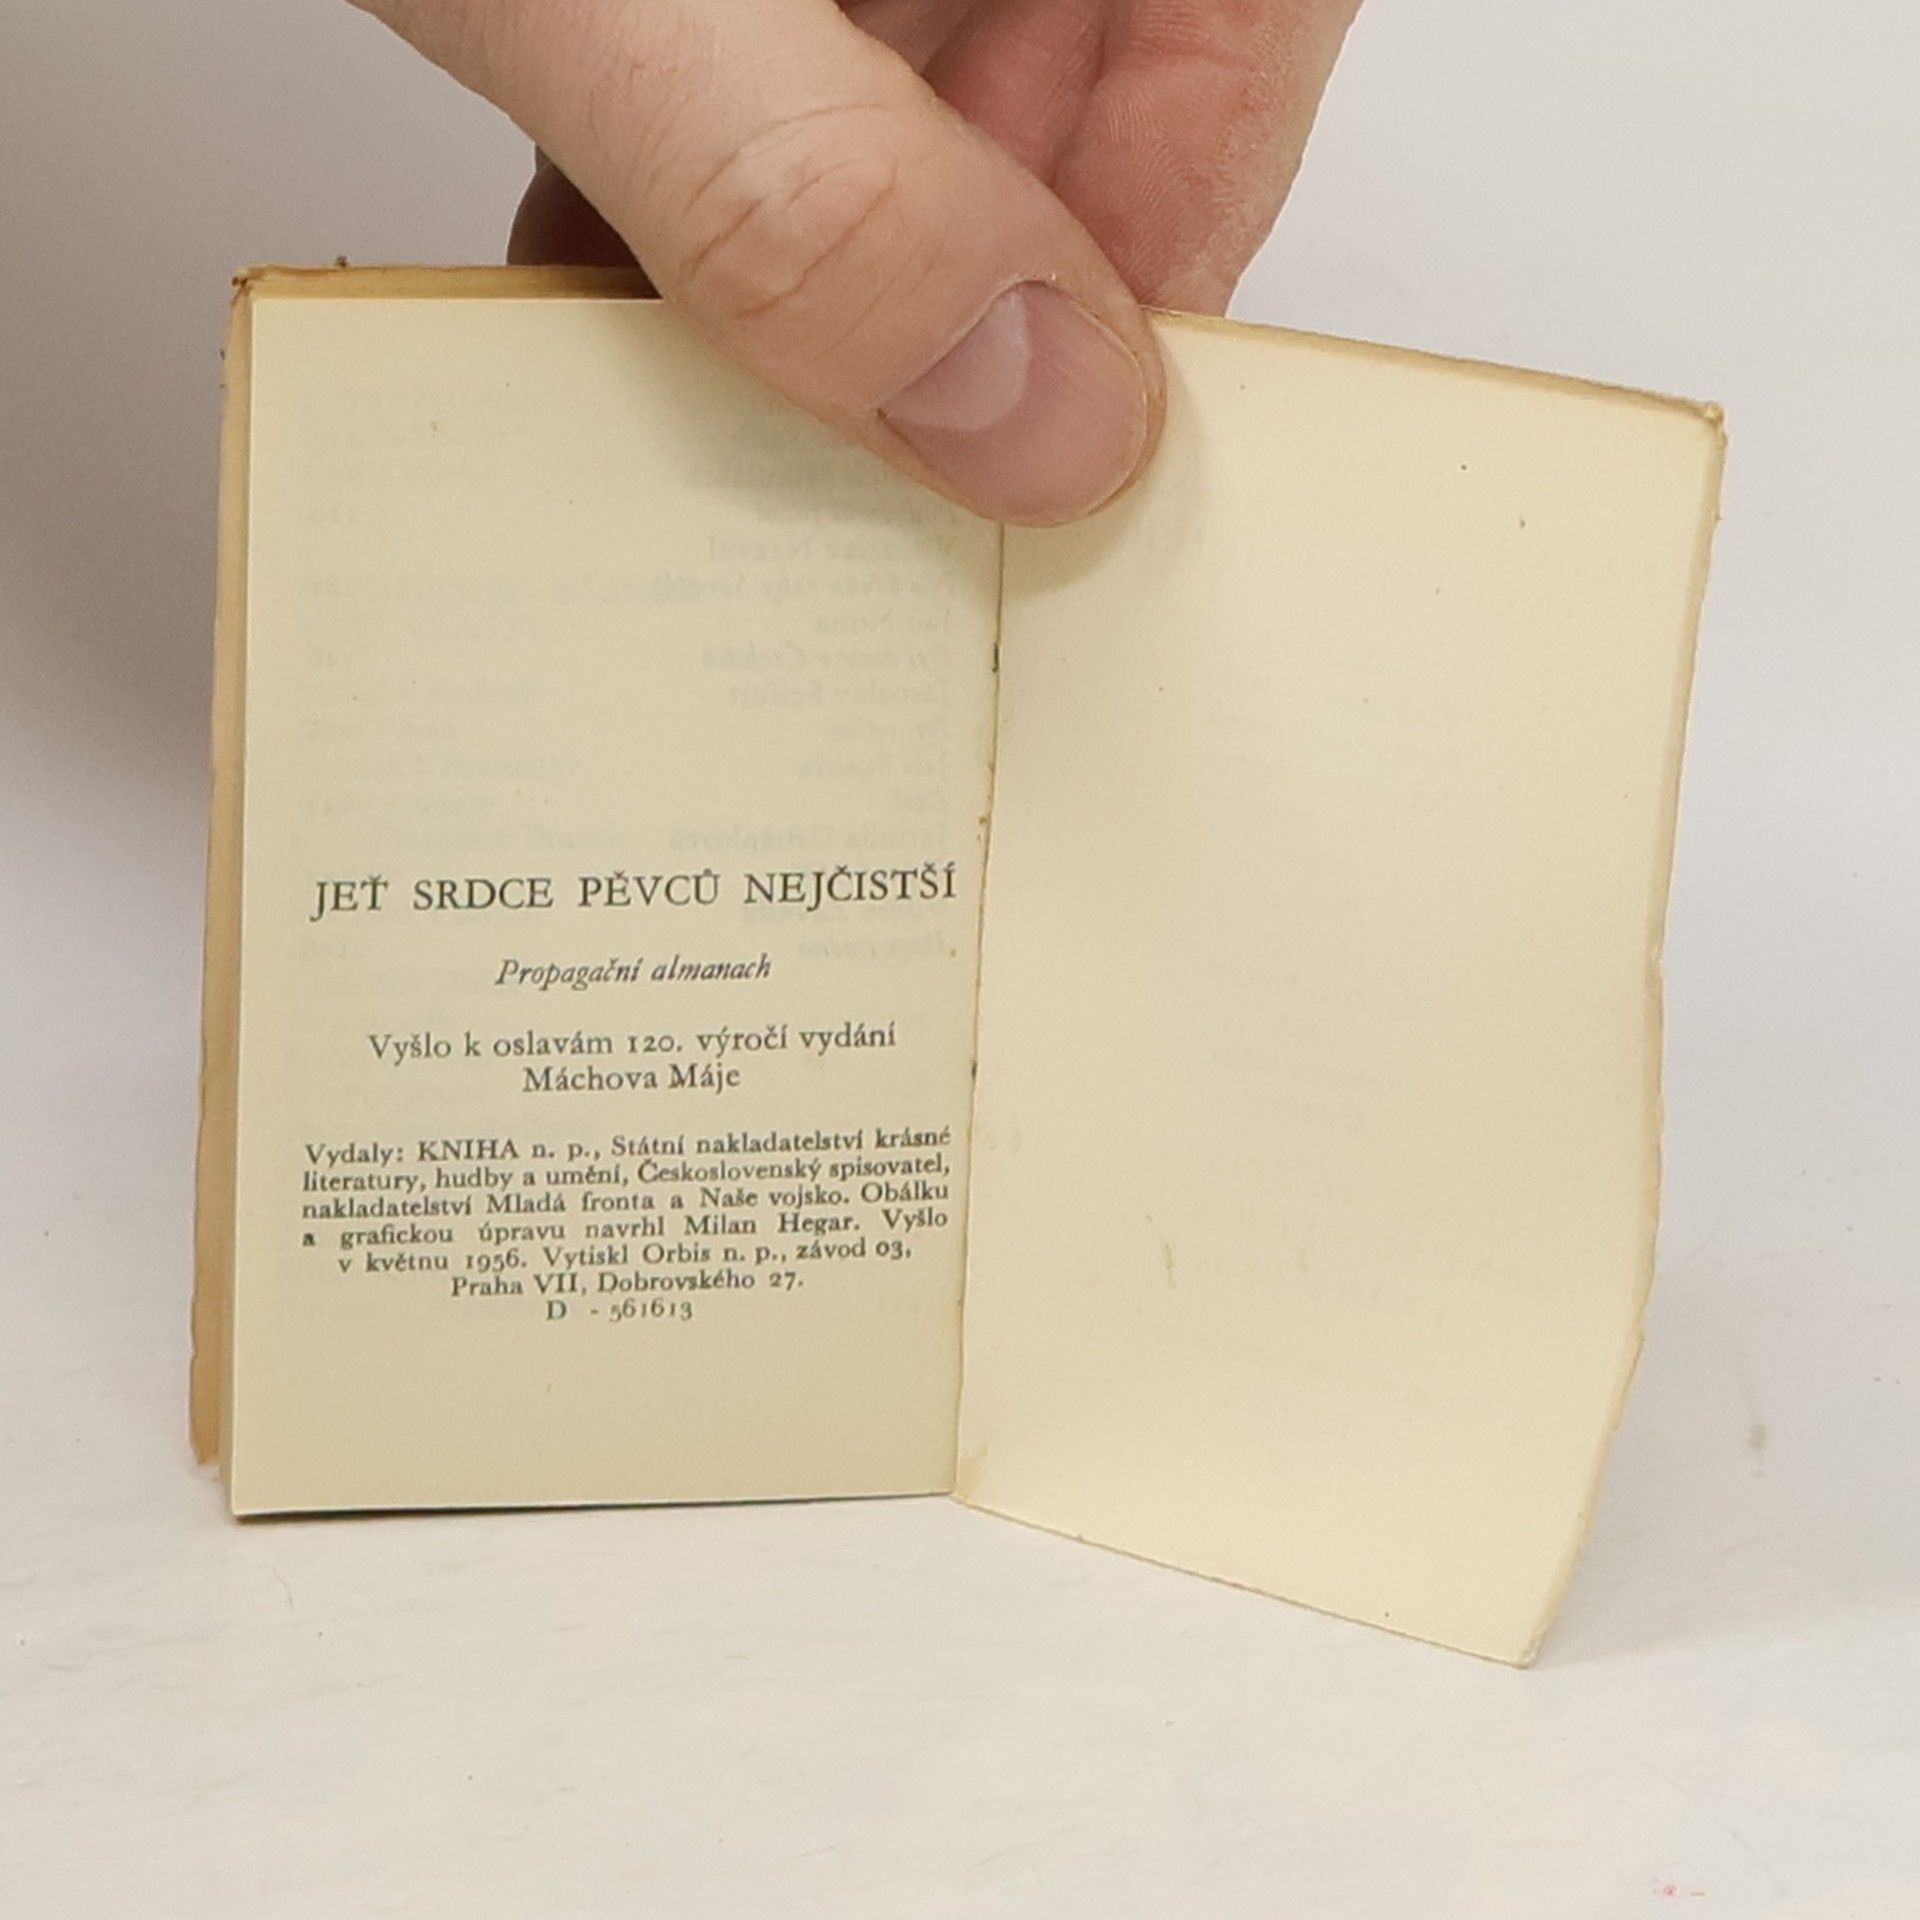 JEŤ SRDCE PĚVCŮ NEJČISTŠÍ
Propagační almanach
Vyšlo k oslavám 120. výročí vydání
Máchova Máje
Vydaly: KNIHA n. p., Státní nakladatelství krásné
literatury, hudby a umění, Československý spisovatel,
nakladatelství Mladá fronta a Naše vojsko. Obálku
a grafickou úpravu navrhl Milan Hegar. Vyšlo
v květnu 1956. Vytiskl Orbis n. p., závod 03,
Praha VII, Dobrovského 27.
D - 561613